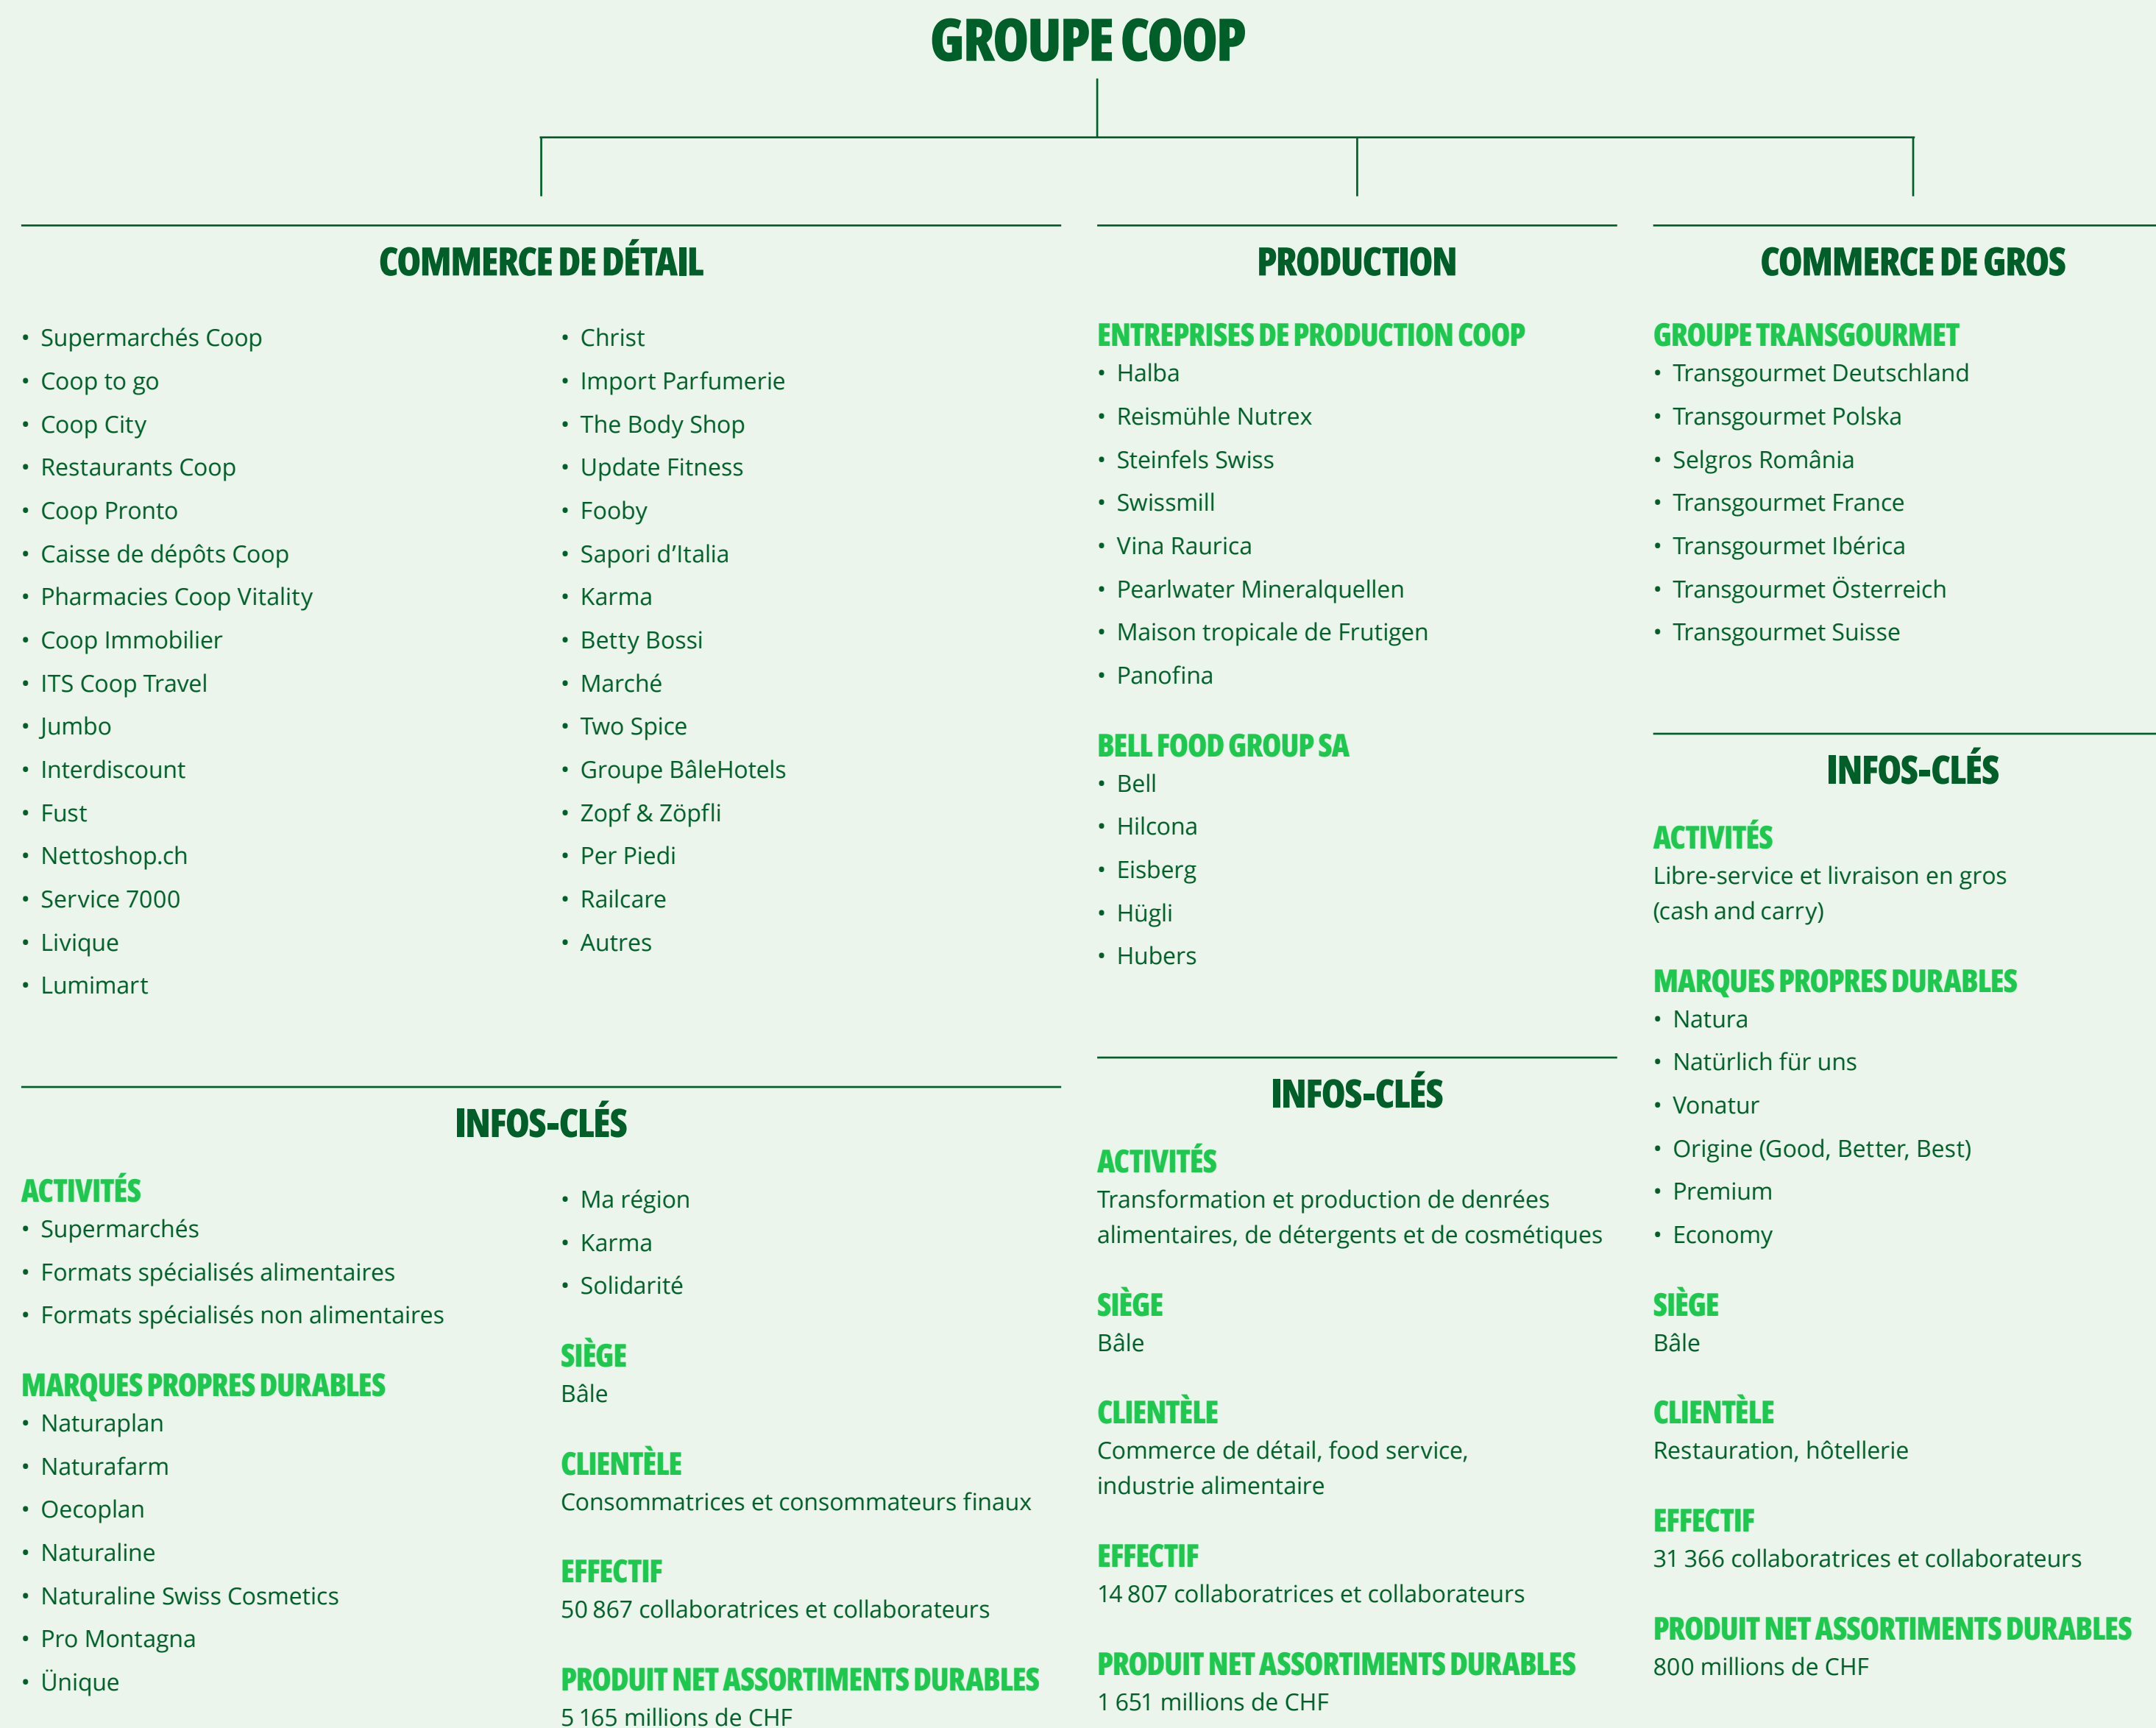 GROUPE COOP
COMMERCE DE DÉTAIL
• Supermarchés Coop
• Coop to go
• Coop City
• Restaurants Coop
• Coop Pronto
• Caisse de dépôts Coop
• Pharmacies Coop Vitality
• Coop Immobilier
• ITS Coop Travel
• Jumbo
• Interdiscount
• Fust
• Nettoshop.ch
• Service 7000
• Livique
• Lumimart
• Christ
• Import Parfumerie
• The Body Shop
• Update Fitness
• Fooby
• Sapori d’Italia
• Karma
• Betty Bossi
• Marché
• Two Spice
• Groupe BâleHotels
• Zopf & Zöpfli
• Per Piedi
• Railcare
• Autres
INFOS-CLÉS
ACTIVITÉS
• Supermarchés
• Formats spécialisés alimentaires
• Formats spécialisés non alimentaires
MARQUES PROPRES DURABLES
• Naturaplan
• Naturafarm
• Oecoplan
• Naturaline
• Naturaline Swiss Cosmetics
• Pro Montagna
• Ünique
• Ma région
• Karma
• Solidarité
SIÈGE
Bâle
CLIENTÈLE
Consommatrices et consommateurs finaux
EFFECTIF
50 867 collaboratrices et collaborateurs
PRODUIT NET ASSORTIMENTS DURABLES
5 165 millions de CHF
PRODUCTION
ENTREPRISES DE PRODUCTION COOP
• Halba
• Reismühle Nutrex
• Steinfels Swiss
• Swissmill
• Vina Raurica
• Pearlwater Mineralquellen
• Maison tropicale de Frutigen
• Panofina
BELL FOOD GROUP SA
• Bell
• Hilcona
• Eisberg
• Hügli
• Hubers
INFOS-CLÉS
ACTIVITÉS
Transformation et production de denrées
alimentaires, de détergents et de cosmétiques
SIÈGE
Bâle
CLIENTÈLE
Commerce de détail, food service,
industrie alimentaire
EFFECTIF
14 807 collaboratrices et collaborateurs
PRODUIT NET ASSORTIMENTS DURABLES
1 651 millions de CHF
COMMERCE DE GROS
GROUPE TRANSGOURMET
• Transgourmet Deutschland
• Transgourmet Polska
• Selgros România
• Transgourmet France
• Transgourmet Ibérica
• Transgourmet Österreich
• Transgourmet Suisse
INFOS-CLÉS
ACTIVITÉS
Libre-service et livraison en gros
(cash and carry)
MARQUES PROPRES DURABLES
• Natura
• Natürlich für uns
• Vonatur
• Origine (Good, Better, Best)
• Premium
• Economy
SIÈGE
Bâle
CLIENTÈLE
Restauration, hôtellerie
EFFECTIF
31 366 collaboratrices et collaborateurs
PRODUIT NET ASSORTIMENTS DURABLES
800 millions de CHF